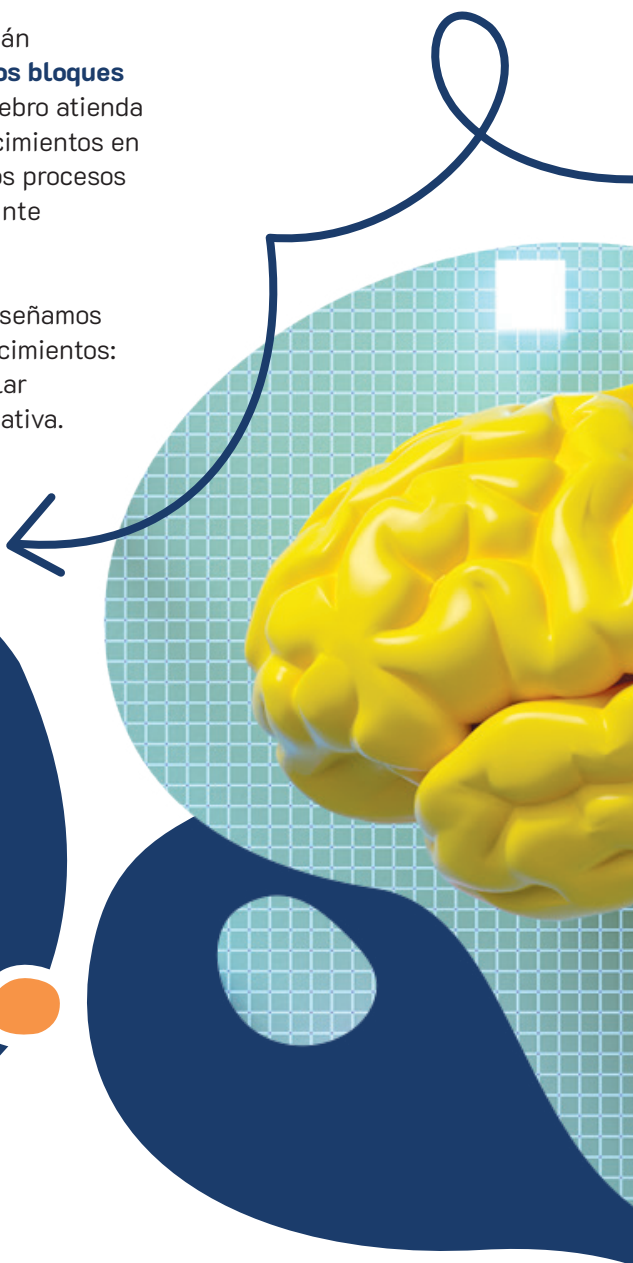 án
os bloques
ebro atienda
cimientos en
os procesos
nte
señamos
cimientos:
lar
ativa.